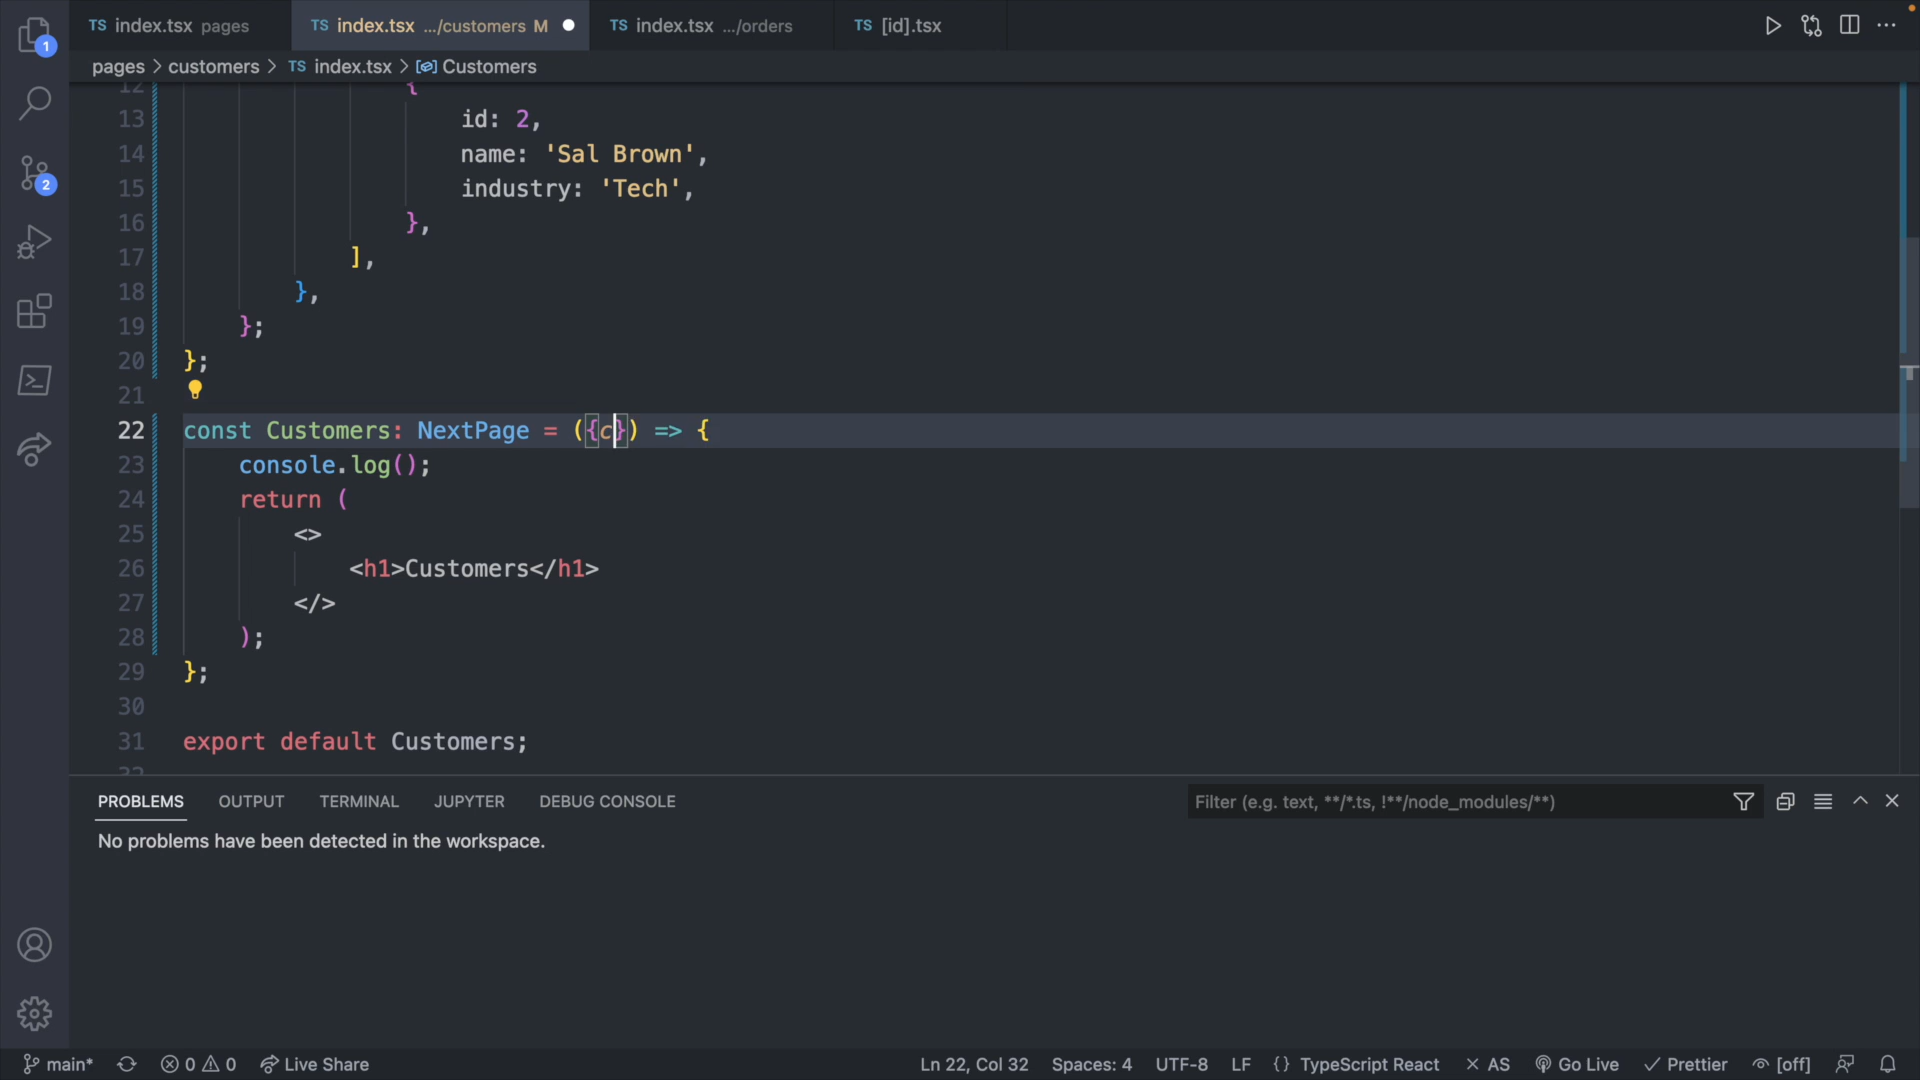 TS index.tsx pages TS index.tsx .../customers M TS index.tsx .../orders TS [id].tsx
pages > customers > TS index.tsx > Customers
1
2
12 {
13 id: 2,
14 name: 'Sal Brown',
15 industry: 'Tech',
16 },
17 ],
18 },
19 };
20 };
21
22 const Customers: NextPage = ({c}) => {
23 console.log();
24 return (
25 <>
26 <h1>Customers</h1>
27 </>
28 );
29 };
30
31 export default Customers;
32
PROBLEMS OUTPUT TERMINAL JUPYTER DEBUG CONSOLE Filter (e.g. text, **/*.ts, !**/node_modules/**)
No problems have been detected in the workspace.
main* 0 0 Live Share Ln 22, Col 32 Spaces: 4 UTF-8 LF {} TypeScript React AS Go Live Prettier [off]